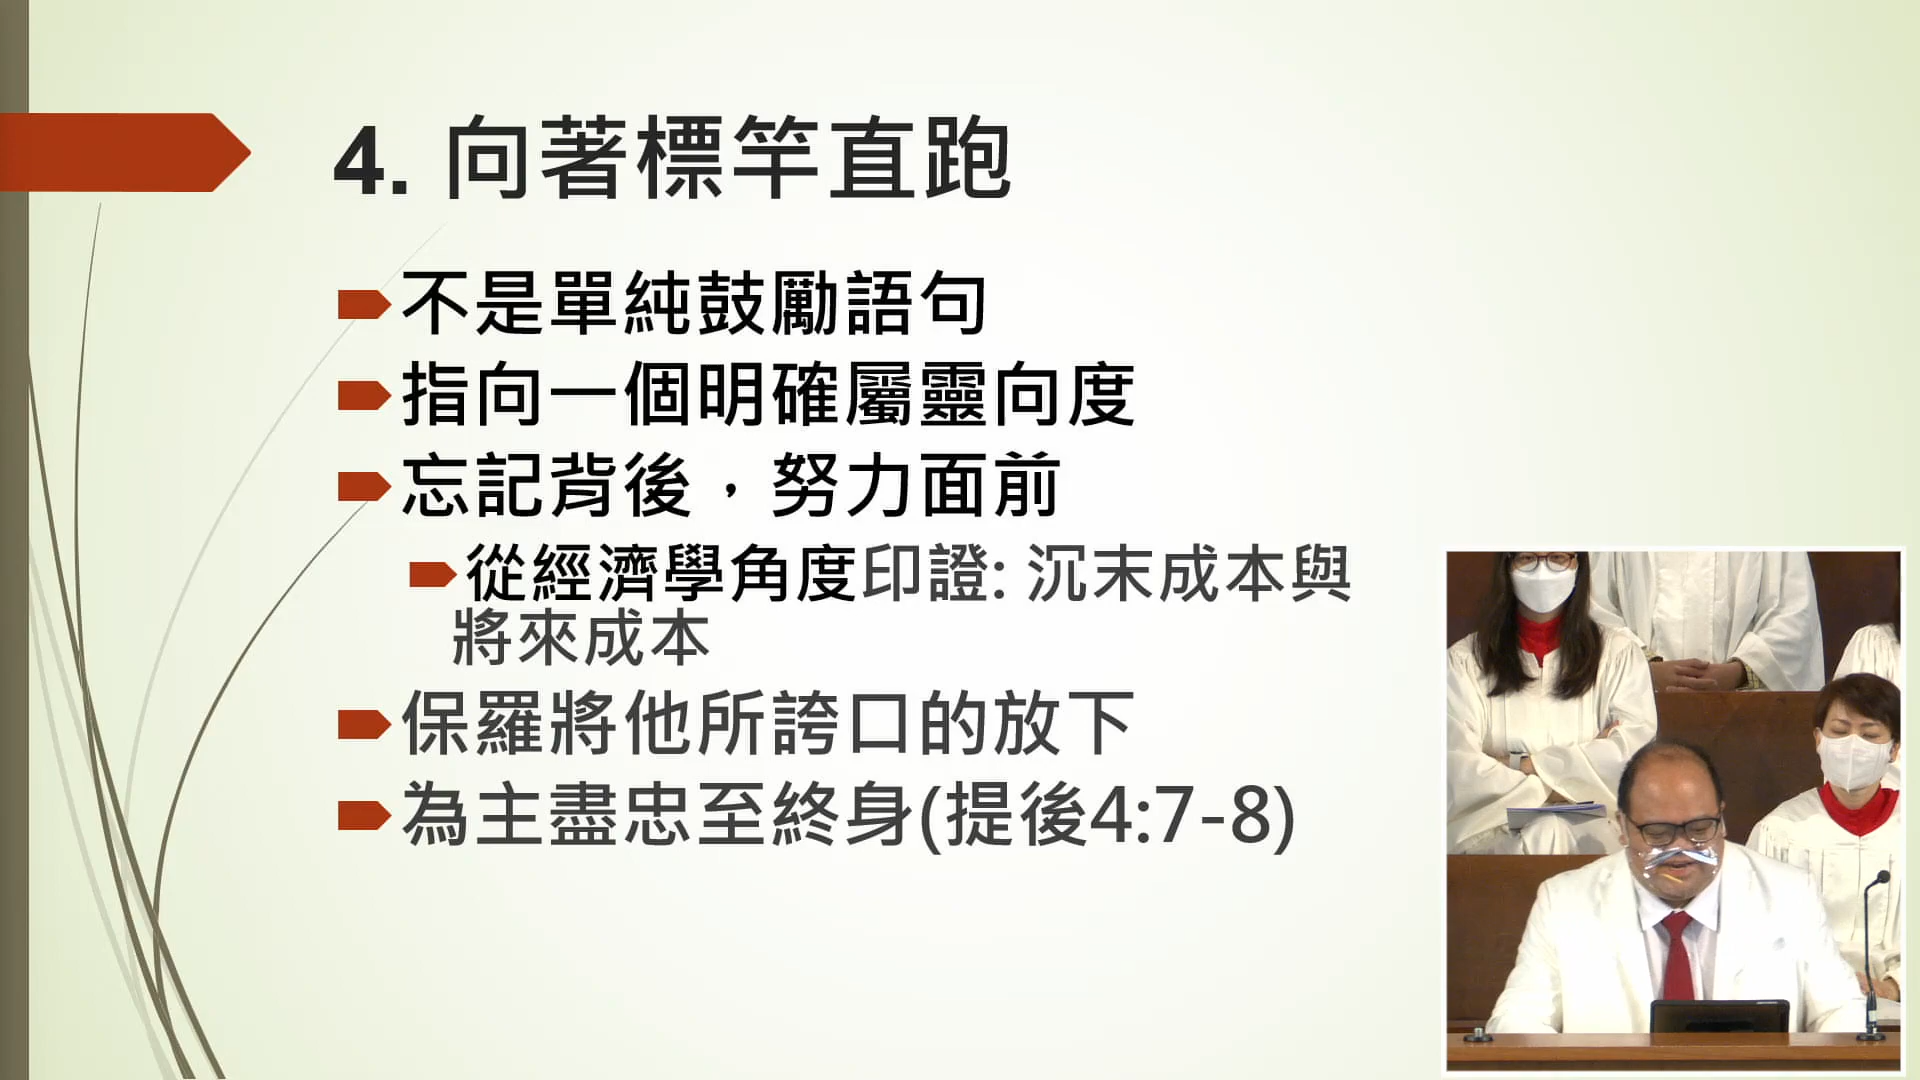 4. 向著標竿直跑
不是單純鼓勵語句
指向一個明確屬靈向度
忘記背後，努力面前
從經濟學角度印證: 沉末成本與
將來成本
保羅將他所誇口的放下
為主盡忠至終身(提後4:7-8)